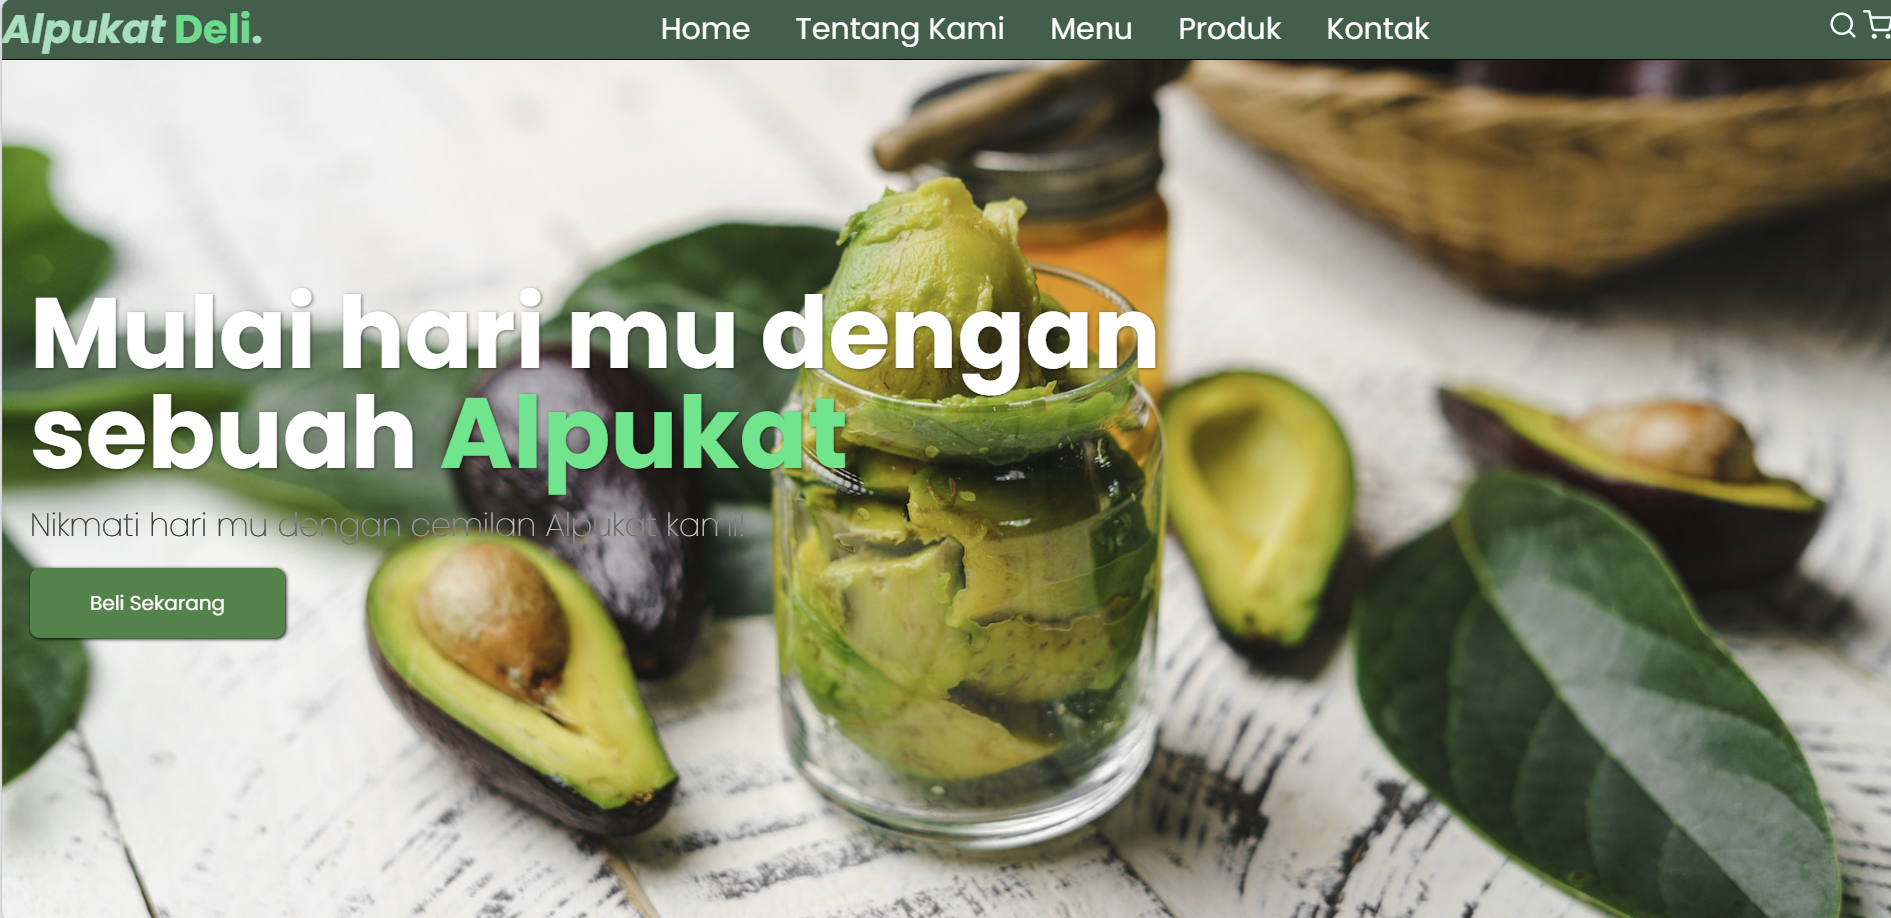 Alpukat Deli.
Home
Tentang Kami
Menu
Produk
Kontak
Mulai hari mu dengan
sebuah Alpukat
Nikmati hari mu dengan cemilan Alpukat kami!
Beli Sekarang